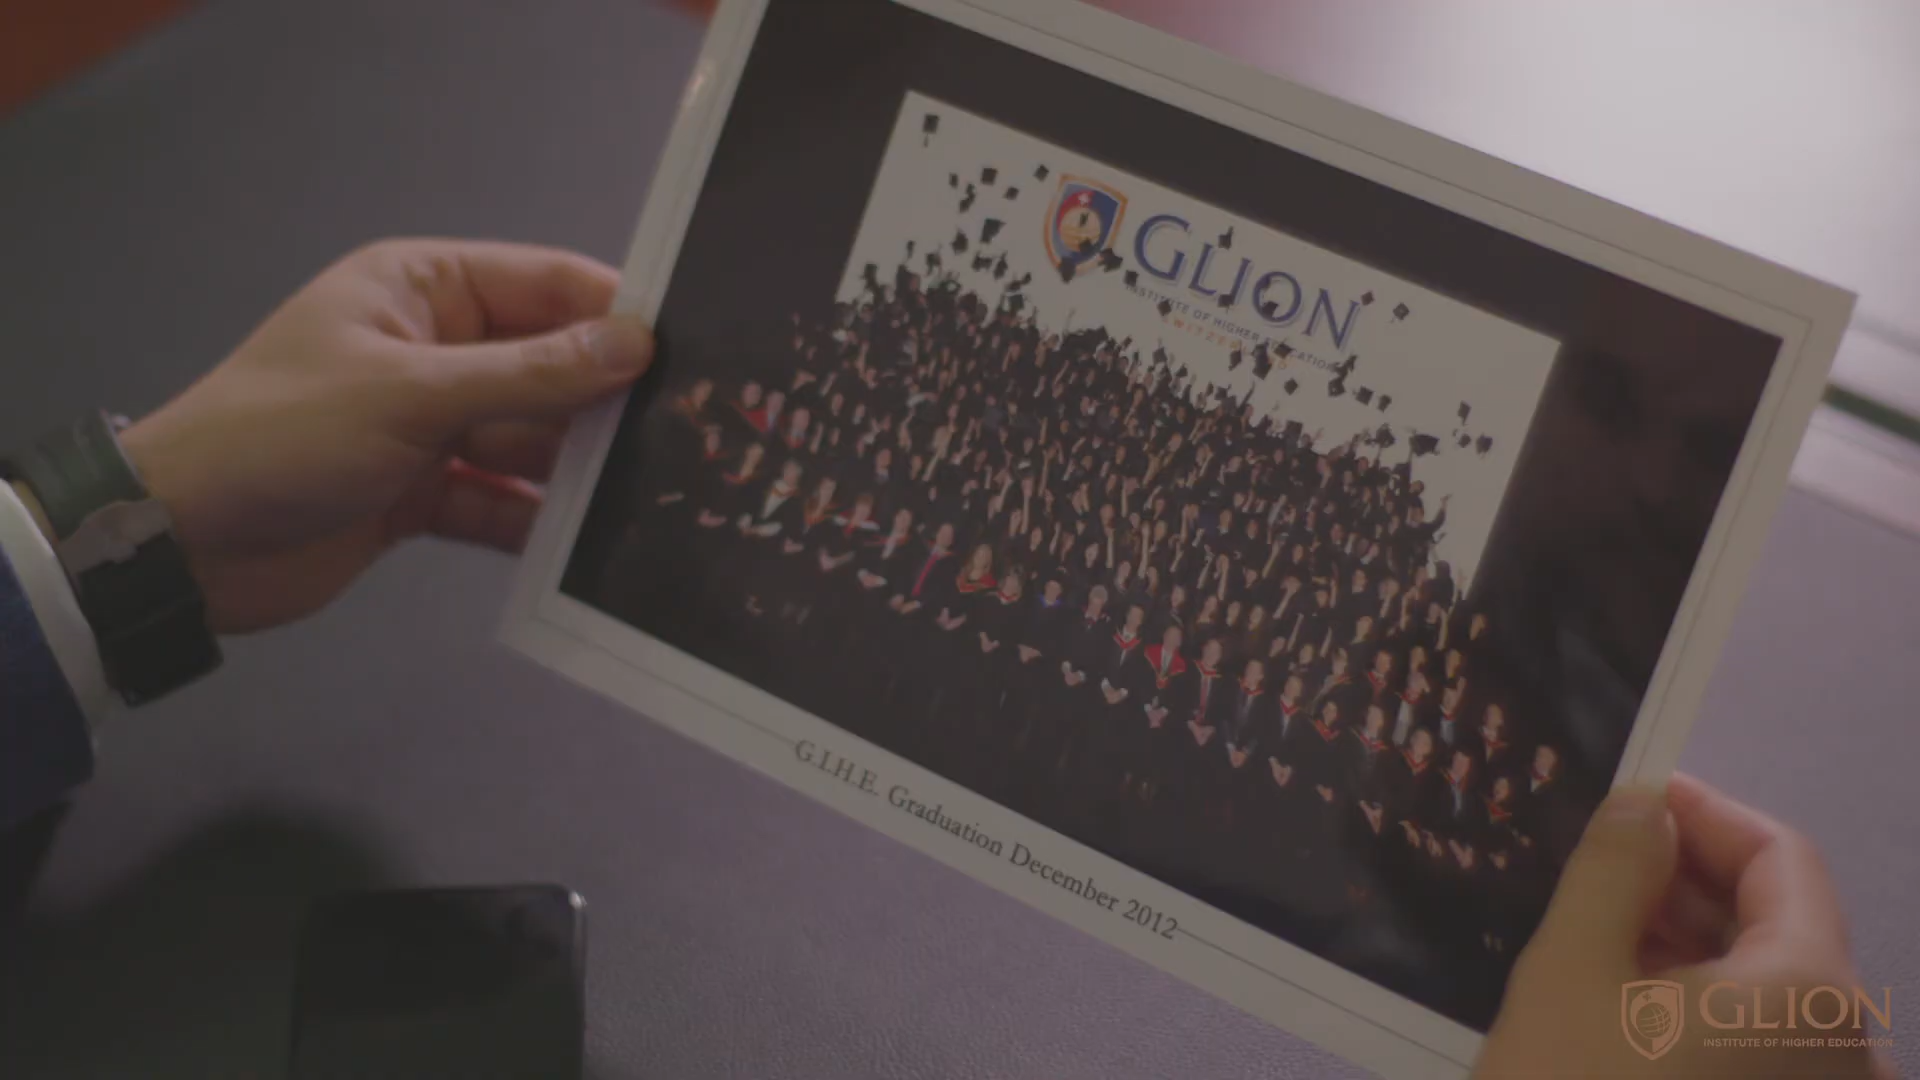 GLION
INSTITUTE OF HIGHER EDUCATION
SWITZERLAND
G.I.H.E. Graduation December 2012
GLION
INSTITUTE OF HIGHER EDUCATION